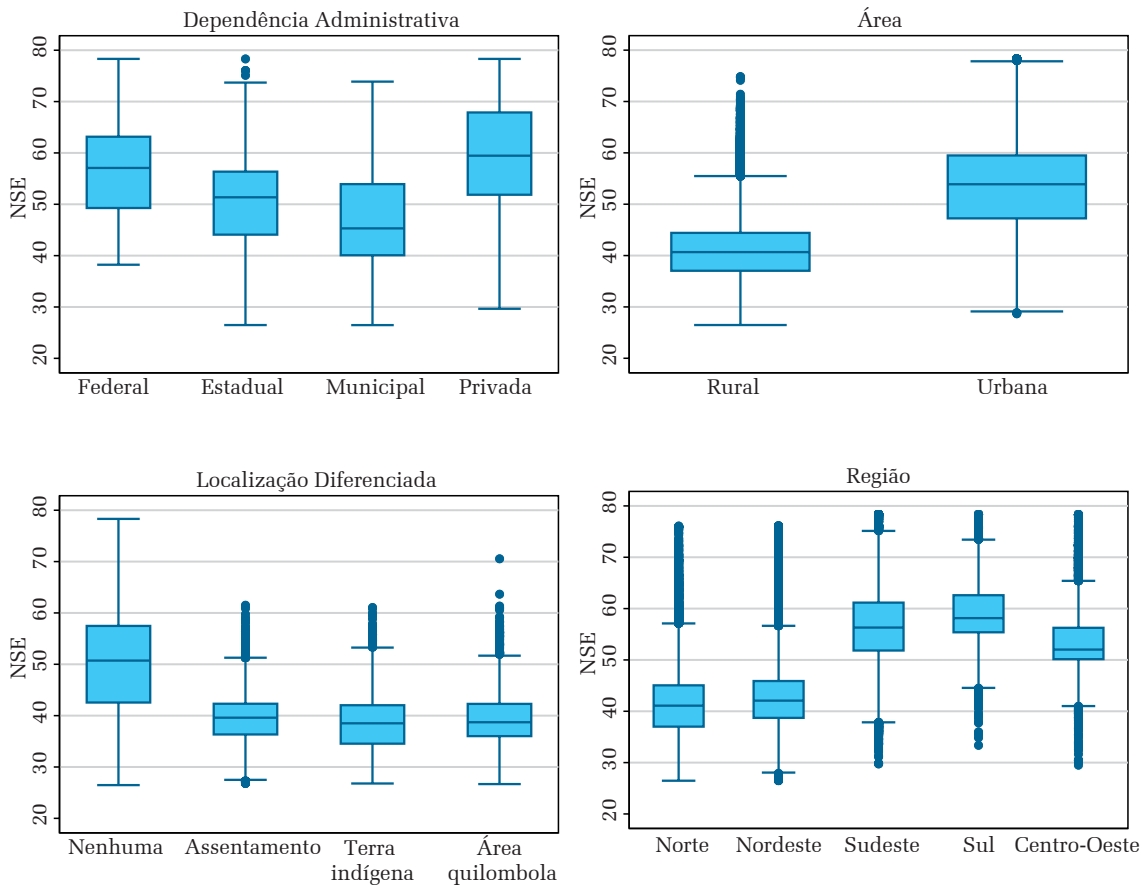 Dependência Administrativa
NSE
80
70
60
50
40
30
20
Federal
Estadual
Municipal
Privada
Área
NSE
80
70
60
50
40
30
20
Rural
Urbana
Localização Diferenciada
NSE
80
70
60
50
40
30
20
Nenhuma
Assentamento
Terra
indígena
Área
quilombola
Região
NSE
80
70
60
50
40
30
20
Norte
Nordeste
Sudeste
Sul
Centro-Oeste